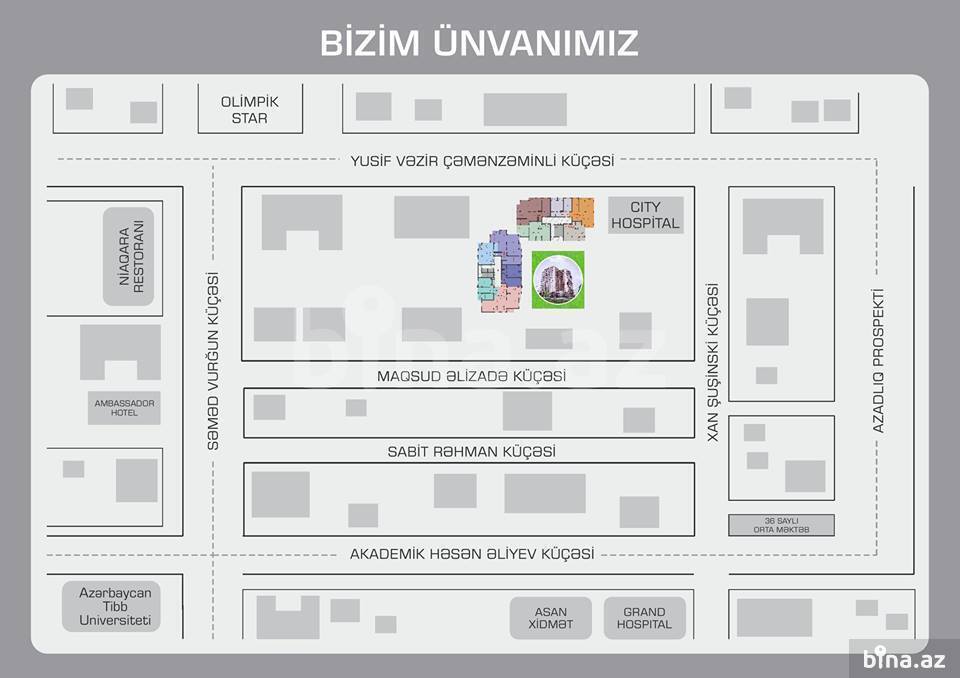 BİZİM ÜNVANIMIZ
OLİMPİK
STAR
YUSİF VƏZİR ÇƏMƏNZƏMİNLİ KÜÇƏSİ
NİAQARA
RESTORANI
CITY
HOSPİTAL
SƏMƏD VURĞUN KÜÇƏSİ
XAN ŞUŞİNSKİ KÜÇƏSİ
AZADLIQ PROSPEKTİ
bina.az
MAQSUD ƏLİZADƏ KÜÇƏSİ
AMBASSADOR
HOTEL
SABİT RƏHMAN KÜÇƏSİ
36 SAYLI
ORTA MƏKTƏB
AKADEMİK HƏSƏN ƏLİYEV KÜÇƏSİ
Azərbaycan
Tibb
Universiteti
ASAN
XİDMƏT
GRAND
HOSPITAL
bina.az